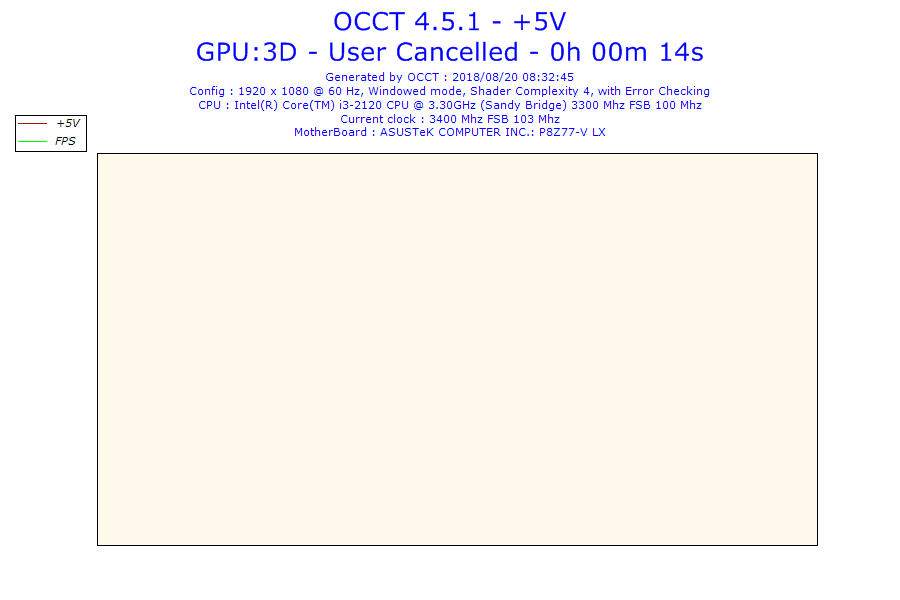 OCCT 4.5.1 - +5V
GPU:3D - User Cancelled - 0h 00m 14s
Generated by OCCT : 2018/08/20 08:32:45
Config : 1920 x 1080 @ 60 Hz, Windowed mode, Shader Complexity 4, with Error Checking
CPU : Intel(R) Core(TM) i3-2120 CPU @ 3.30GHz (Sandy Bridge) 3300 Mhz FSB 100 Mhz
Current clock : 3400 Mhz FSB 103 Mhz
MotherBoard : ASUSTeK COMPUTER INC.: P8Z77-V LX
+5V
FPS